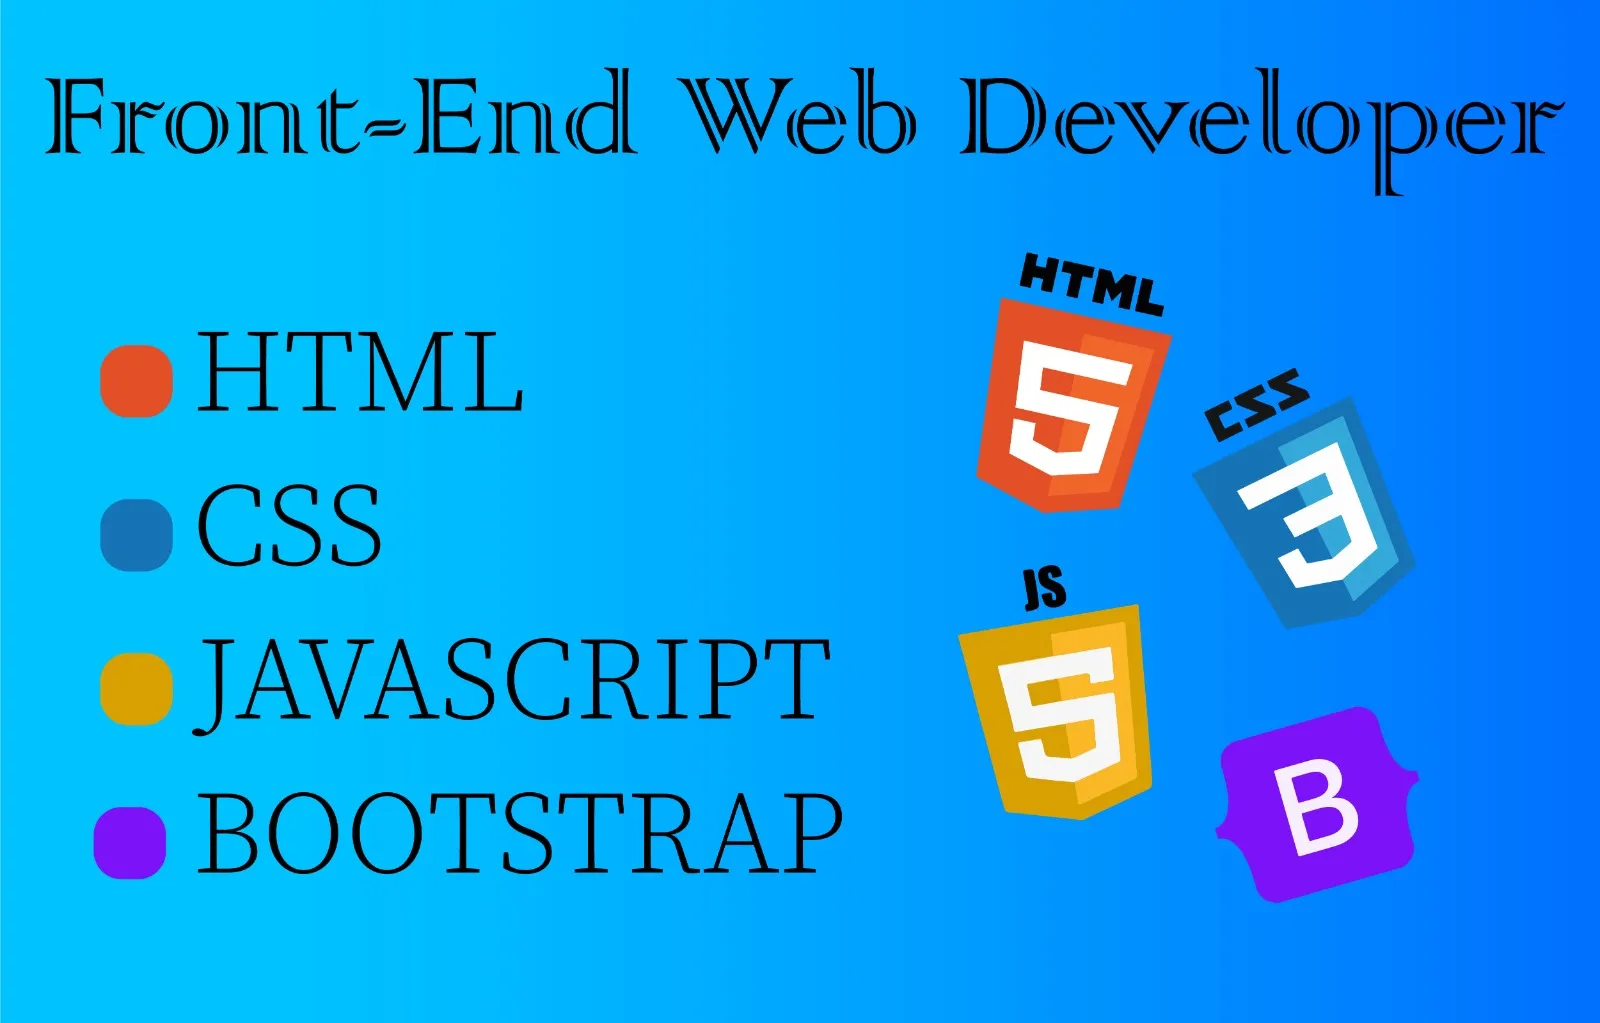 Front-End Web Developer
HTML
CSS
JAVASCRIPT
BOOTSTRAP
HTML
5
CSS
3
JS
5
B